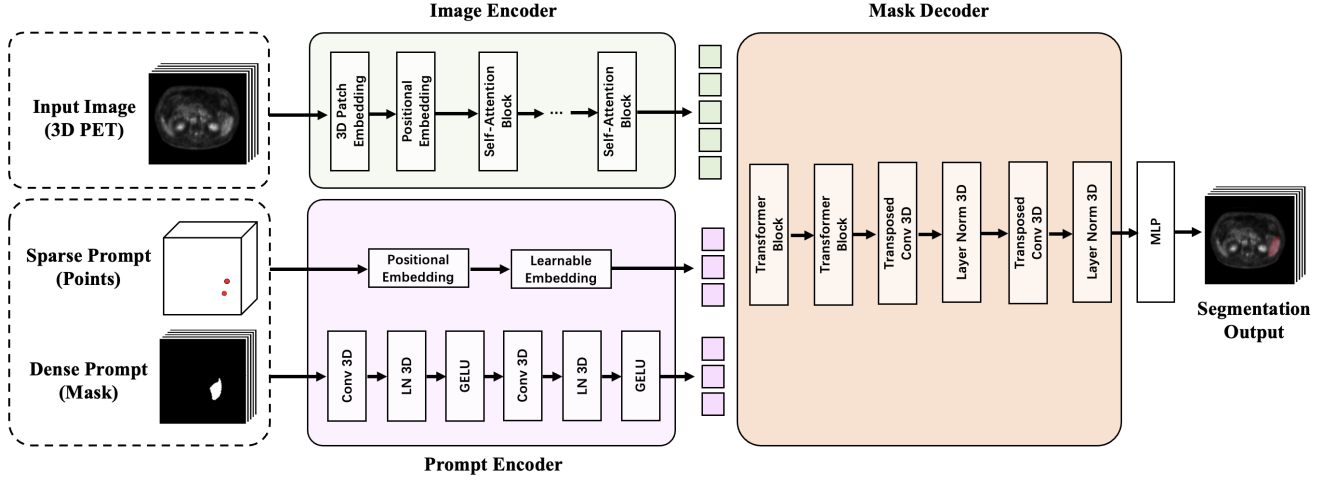 Image Encoder
Mask Decoder
Input Image
(3D PET)
3D Patch
Embedding
Positional
Embedding
Self-Attention
Block
...
Self-Attention
Block
Sparse Prompt
(Points)
Positional
Embedding
Learnable
Embedding
Dense Prompt
(Mask)
Conv 3D
LN 3D
GELU
Conv 3D
LN 3D
GELU
Prompt Encoder
Transformer
Block
Transformer
Block
Transposed
Conv 3D
Layer Norm 3D
Transposed
Conv 3D
Layer Norm 3D
MLP
Segmentation
Output